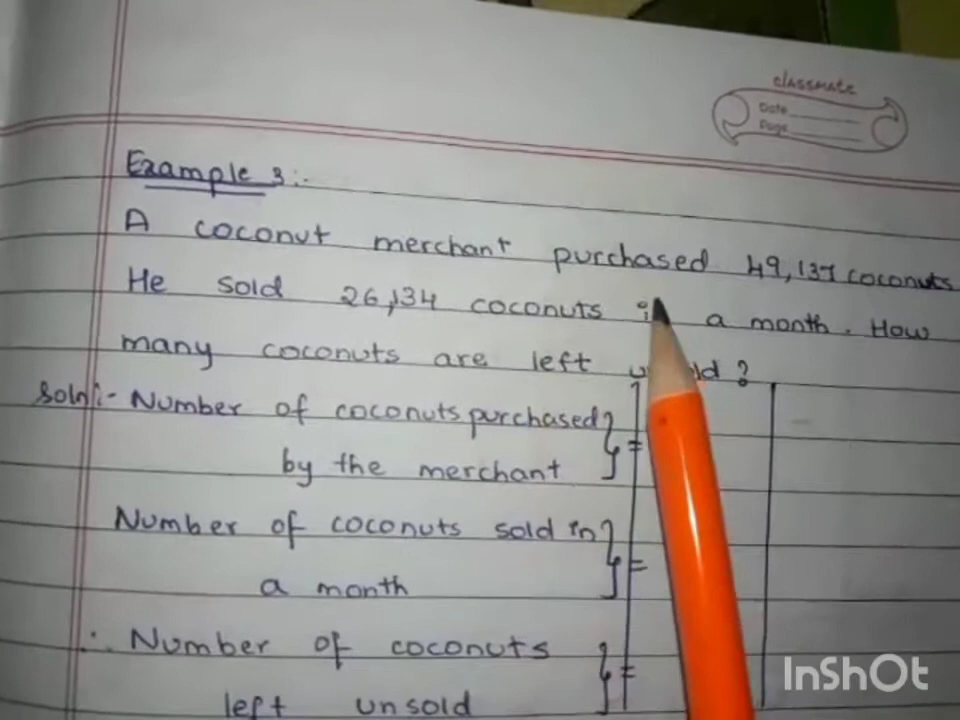 classmate
Date
Page
Example 3:-
A coconut merchant purchased 49,137 coconuts
He sold 26,134 coconuts a month. How
many coconuts are left ?
Soln:- Number of coconuts purchased } =
by the merchant
Number of coconuts sold in } =
a month
∴ Number of coconuts } =
left unsold
InShOt